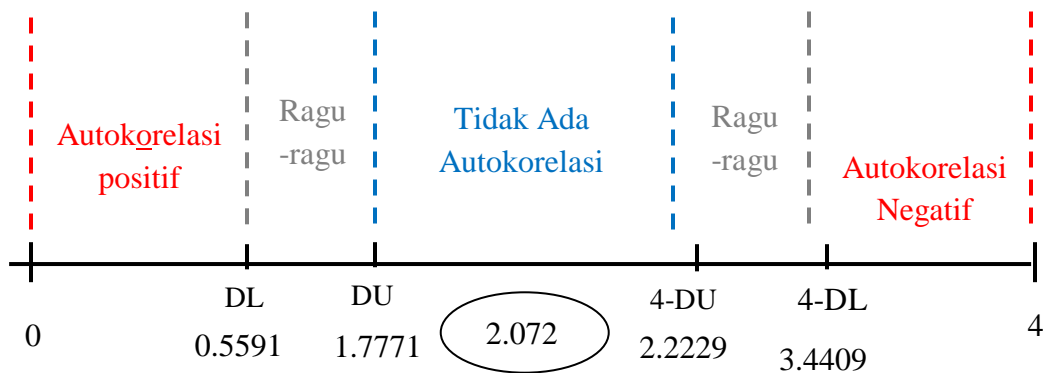 Autokorelasi
positif
Ragu
-ragu
Tidak Ada
Autokorelasi
Ragu
-ragu
Autokorelasi
Negatif
DL
DU
4-DU
4-DL
0
0.5591
1.7771
2.072
2.2229
3.4409
4